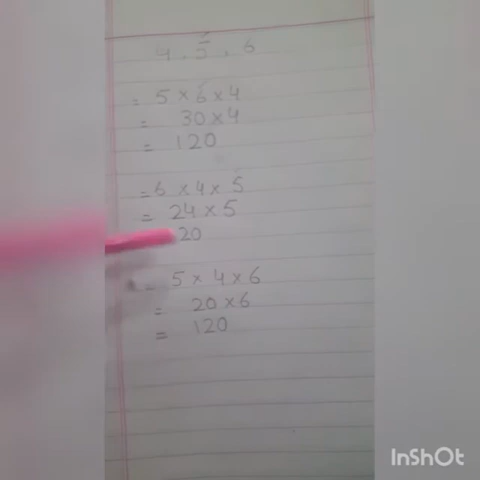 4, 5, 6
= 5 × 6 × 4
= 30 × 4
= 120
= 6 × 4 × 5
= 24 × 5
20
= 5 × 4 × 6
= 20 × 6
= 120
InShOt